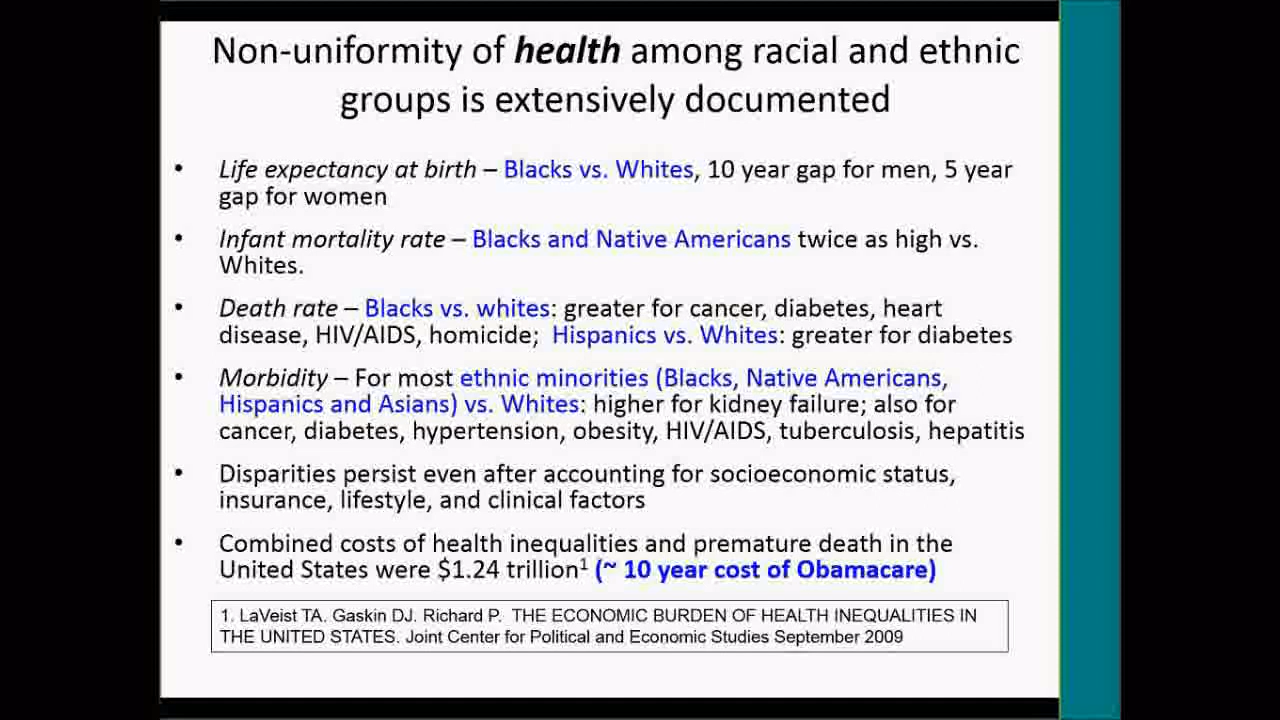 Non-uniformity of health among racial and ethnic
groups is extensively documented
• Life expectancy at birth – Blacks vs. Whites, 10 year gap for men, 5 year
gap for women
• Infant mortality rate – Blacks and Native Americans twice as high vs.
Whites.
• Death rate – Blacks vs. whites: greater for cancer, diabetes, heart
disease, HIV/AIDS, homicide; Hispanics vs. Whites: greater for diabetes
• Morbidity – For most ethnic minorities (Blacks, Native Americans,
Hispanics and Asians) vs. Whites: higher for kidney failure; also for
cancer, diabetes, hypertension, obesity, HIV/AIDS, tuberculosis, hepatitis
• Disparities persist even after accounting for socioeconomic status,
insurance, lifestyle, and clinical factors
• Combined costs of health inequalities and premature death in the
United States were $1.24 trillion¹ (~ 10 year cost of Obamacare)
1. LaVeist TA. Gaskin DJ. Richard P. THE ECONOMIC BURDEN OF HEALTH INEQUALITIES IN
THE UNITED STATES. Joint Center for Political and Economic Studies September 2009